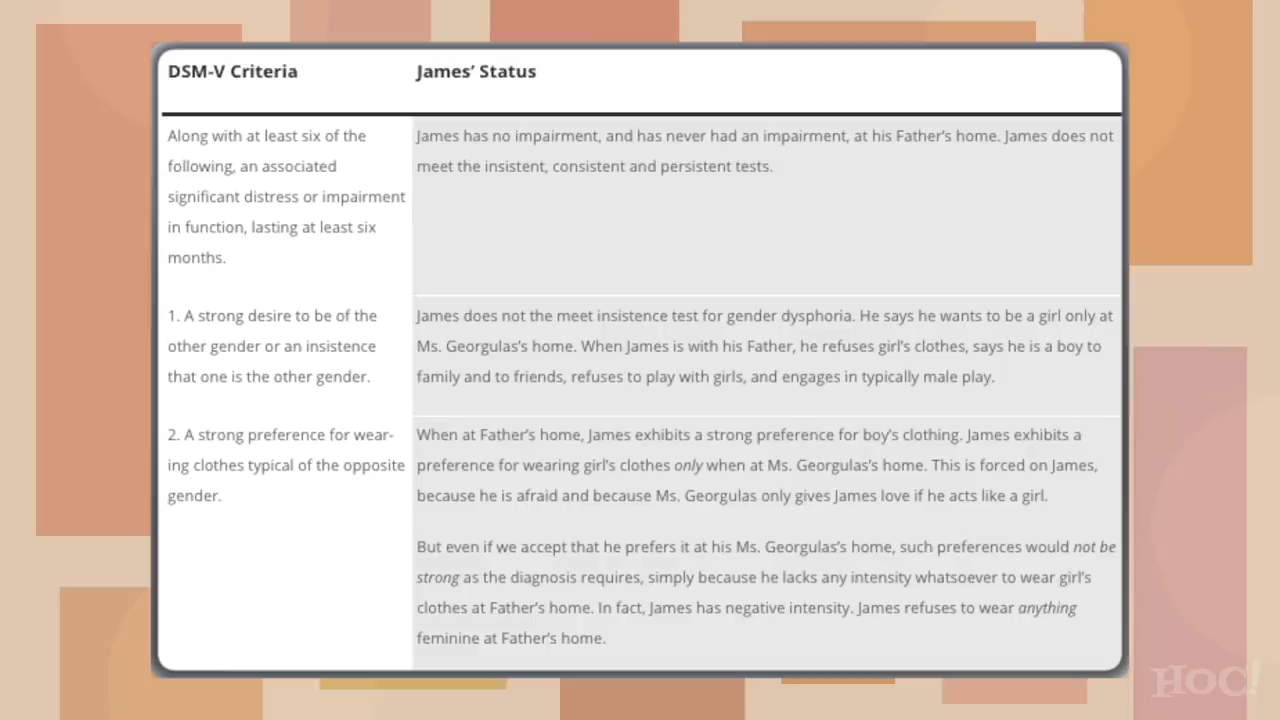 DSM-V Criteria
James’ Status
Along with at least six of the
following, an associated
significant distress or impairment
in function, lasting at least six
months.
James has no impairment, and has never had an impairment, at his Father’s home. James does not
meet the insistent, consistent and persistent tests.
1. A strong desire to be of the
other gender or an insistence
that one is the other gender.
James does not the meet insistence test for gender dysphoria. He says he wants to be a girl only at
Ms. Georgulas’s home. When James is with his Father, he refuses girl’s clothes, says he is a boy to
family and to friends, refuses to play with girls, and engages in typically male play.
2. A strong preference for wear-
ing clothes typical of the opposite
gender.
When at Father’s home, James exhibits a strong preference for boy’s clothing. James exhibits a
preference for wearing girl’s clothes only when at Ms. Georgulas’s home. This is forced on James,
because he is afraid and because Ms. Georgulas only gives James love if he acts like a girl.
But even if we accept that he prefers it at his Ms. Georgulas’s home, such preferences would not be
strong as the diagnosis requires, simply because he lacks any intensity whatsoever to wear girl’s
clothes at Father’s home. In fact, James has negative intensity. James refuses to wear anything
feminine at Father’s home.
HOC!